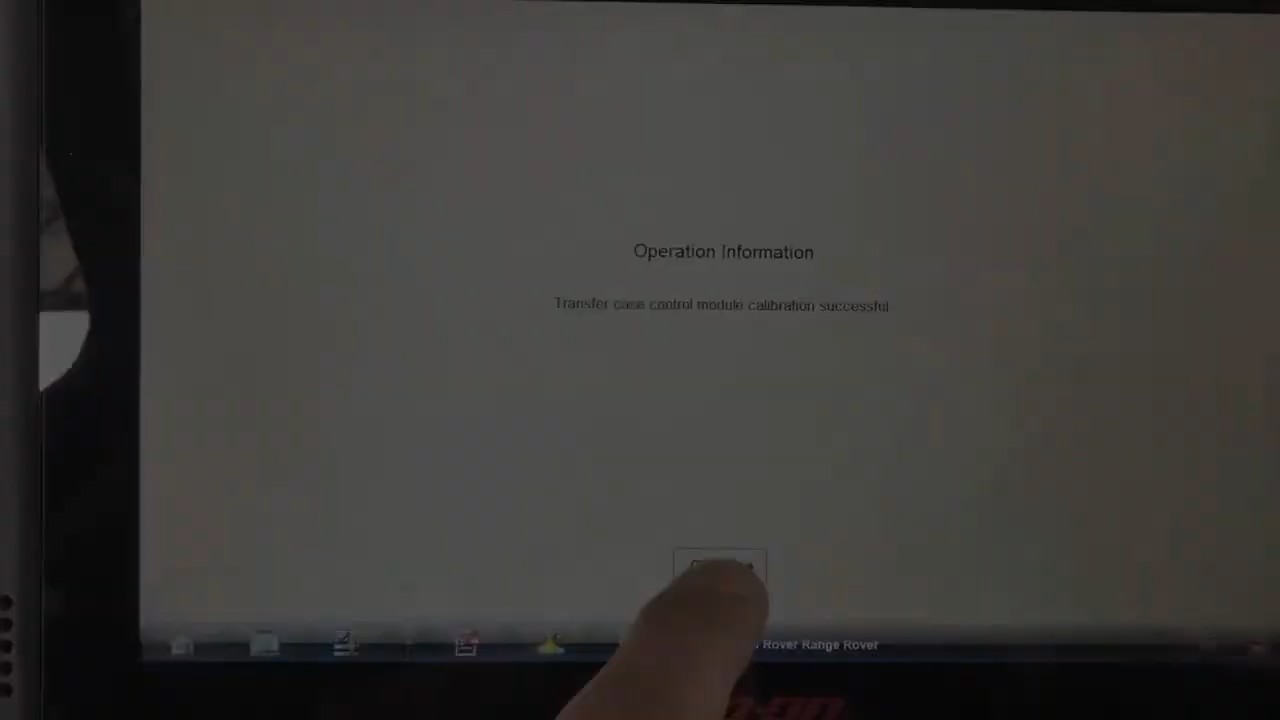 Operation Information
Transfer case control module calibration successful
Rover Range Rover